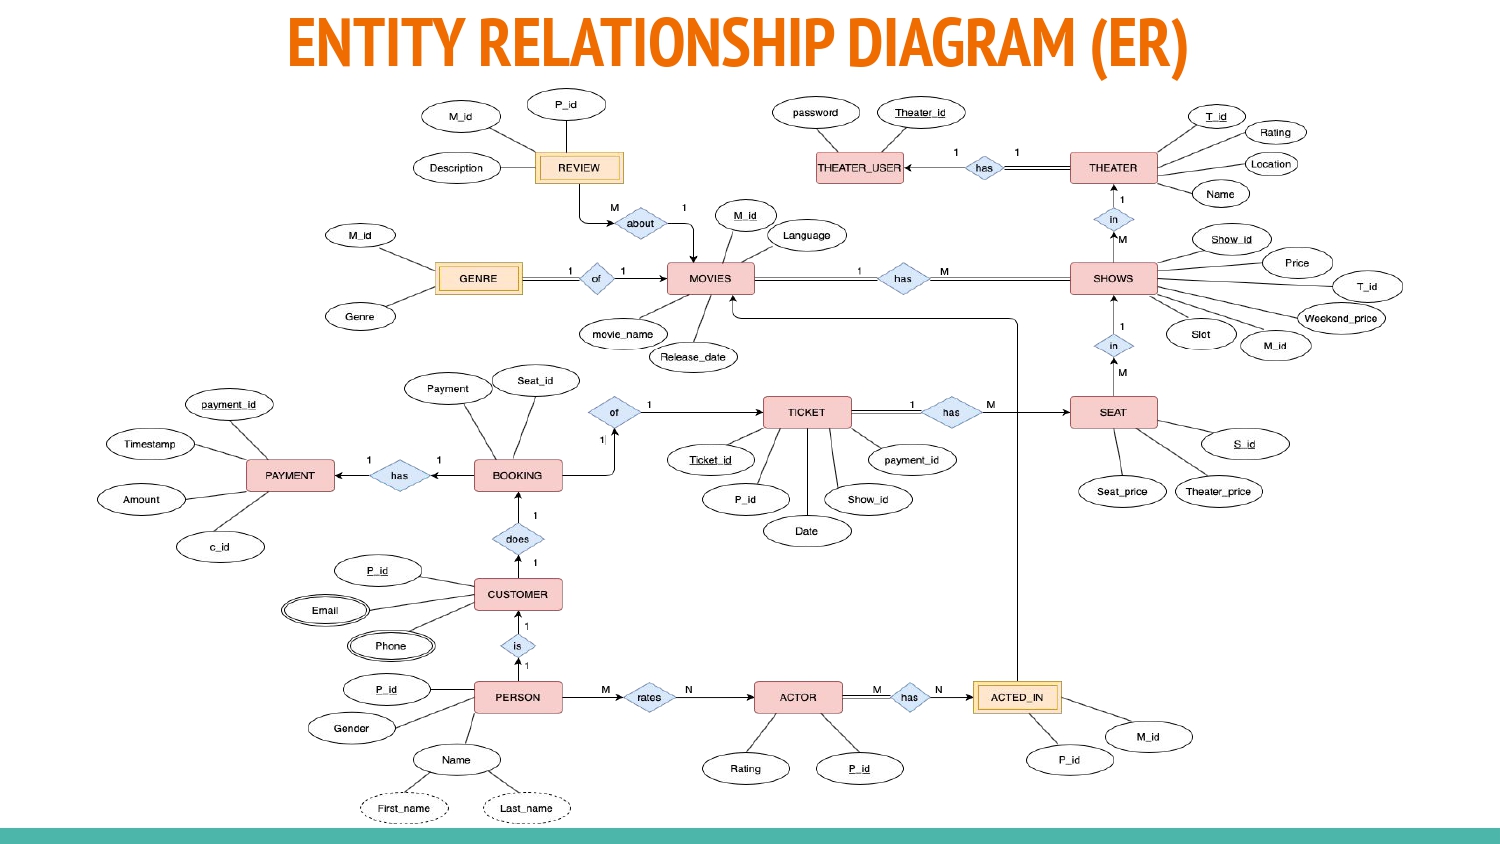 ENTITY RELATIONSHIP DIAGRAM (ER)
P_id
M_id
Description
REVIEW
password
Theater_id
THEATER_USER
1
has
1
THEATER
T_id
Rating
Location
Name
M
about
1
1
in
M
M_id
Genre
GENRE
1
of
1
MOVIES
M_id
Language
movie_name
Release_date
1
has
M
SHOWS
Show_id
Price
T_id
Weekend_price
M_id
Slot
1
in
M
payment_id
Timestamp
Amount
c_id
PAYMENT
1
has
1
BOOKING
Payment
Seat_id
of
1
1
TICKET
Ticket_id
P_id
Date
Show_id
payment_id
1
has
M
SEAT
S_id
Seat_price
Theater_price
1
does
1
P_id
Email
Phone
CUSTOMER
1
is
1
P_id
Gender
Name
First_name
Last_name
PERSON
M
rates
N
ACTOR
Rating
P_id
M
has
N
ACTED_IN
M_id
P_id